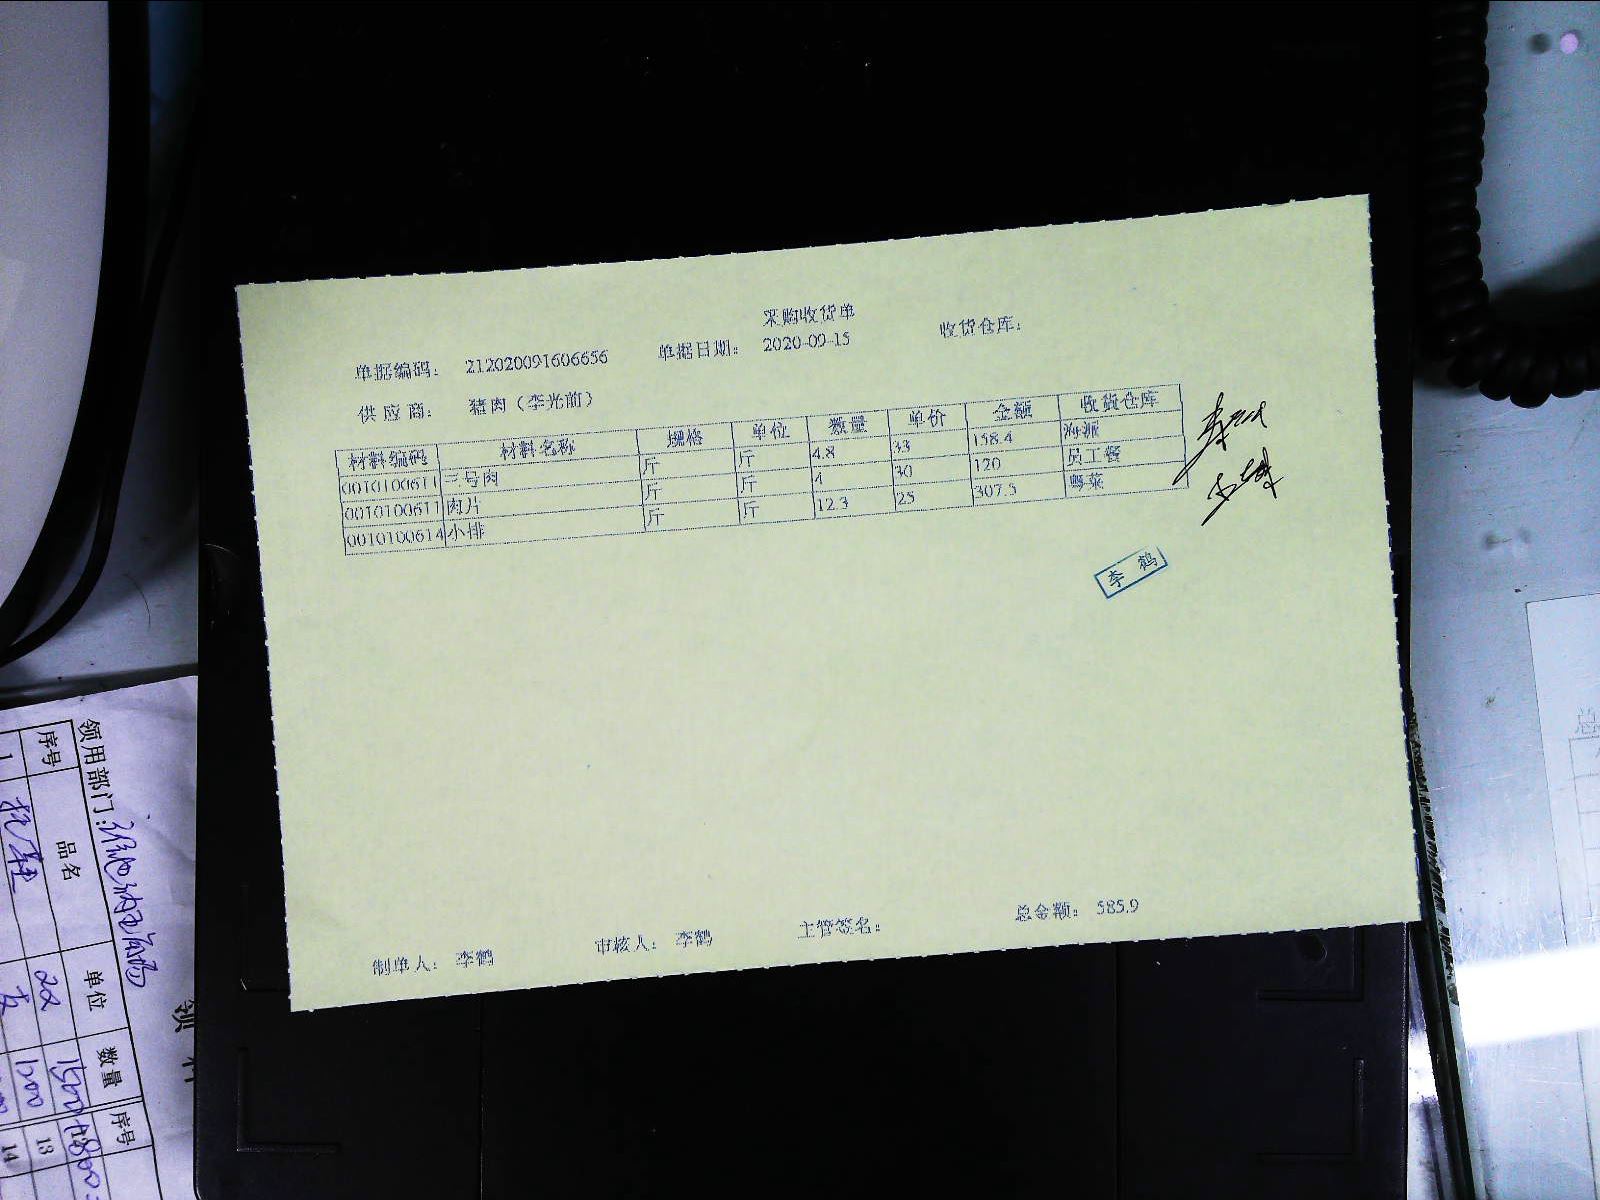 采购收货单
单据编码： 212020091606656 单据日期： 2020-09-15 收货仓库：
供应商： 猪肉（李光前）
材料编码 材料名称 规格 单位 数量 单价 金额 收货仓库
0010100611 三号肉 斤 斤 4.8 33 158.4 海派
0010100611 肉片 斤 斤 4 30 120 员工餐
0010100614 小排 斤 斤 12.3 25 307.5 粤菜
李鹤
制单人： 李鹤 审核人： 李鹤 主管签名： 总金额： 585.9
领用部门：
序号 品名 单位 数量 序号
1 1500 13
1000 14
领料